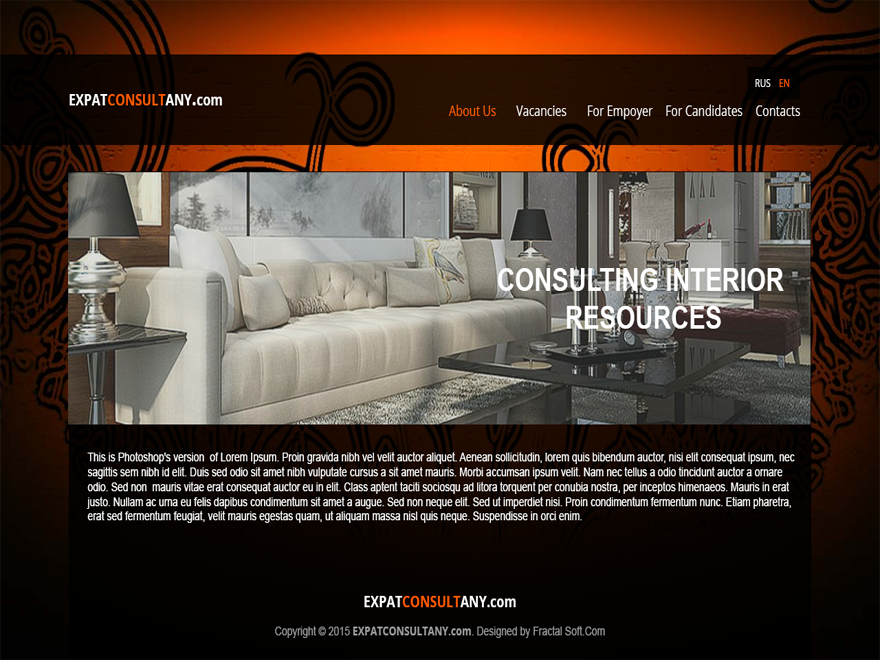 RUS EN
EXPATCONSULTANY.com
About Us Vacancies For Empoyer For Candidates Contacts
CONSULTING INTERIOR
RESOURCES
This is Photoshop's version of Lorem Ipsum. Proin gravida nibh vel velit auctor aliquet. Aenean sollicitudin, lorem quis bibendum auctor, nisi elit consequat ipsum, nec
sagittis sem nibh id elit. Duis sed odio sit amet nibh vulputate cursus a sit amet mauris. Morbi accumsan ipsum velit. Nam nec tellus a odio tincidunt auctor a ornare
odio. Sed non mauris vitae erat consequat auctor eu in elit. Class aptent taciti sociosqu ad litora torquent per conubia nostra, per inceptos himenaeos. Mauris in erat
justo. Nullam ac urna eu felis dapibus condimentum sit amet a augue. Sed non neque elit. Sed ut imperdiet nisi. Proin condimentum fermentum nunc. Etiam pharetra,
erat sed fermentum feugiat, velit mauris egestas quam, ut aliquam massa nisl quis neque. Suspendisse in orci enim.
EXPATCONSULTANY.com
Copyright © 2015 EXPATCONSULTANY.com. Designed by Fractal Soft.Com